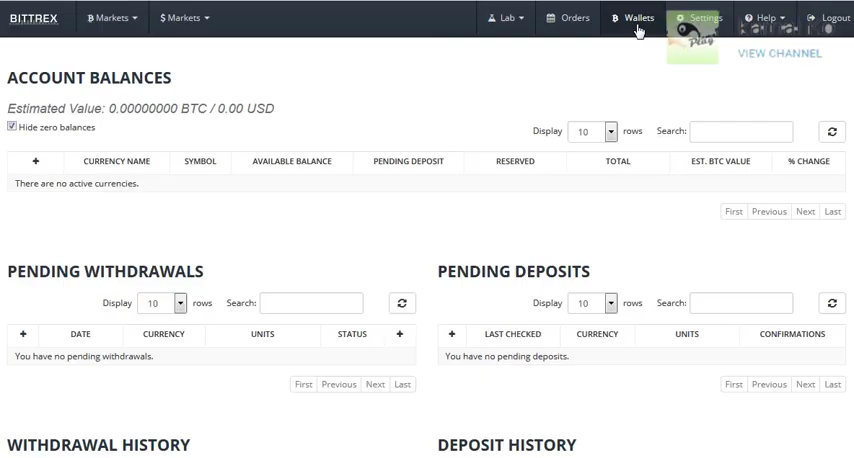 BITTREX Ƀ Markets $ Markets Lab Orders Ƀ Wallets Settings Help Logout
Play
VIEW CHANNEL
ACCOUNT BALANCES
Estimated Value: 0.00000000 BTC / 0.00 USD
Hide zero balances
Display 10 rows Search:
+ CURRENCY NAME SYMBOL AVAILABLE BALANCE PENDING DEPOSIT RESERVED TOTAL EST. BTC VALUE % CHANGE
There are no active currencies.
First Previous Next Last
PENDING WITHDRAWALS
Display 10 rows Search:
+ DATE CURRENCY UNITS STATUS +
You have no pending withdrawals.
First Previous Next Last
PENDING DEPOSITS
Display 10 rows Search:
+ LAST CHECKED CURRENCY UNITS CONFIRMATIONS
You have no pending deposits.
First Previous Next Last
WITHDRAWAL HISTORY
DEPOSIT HISTORY